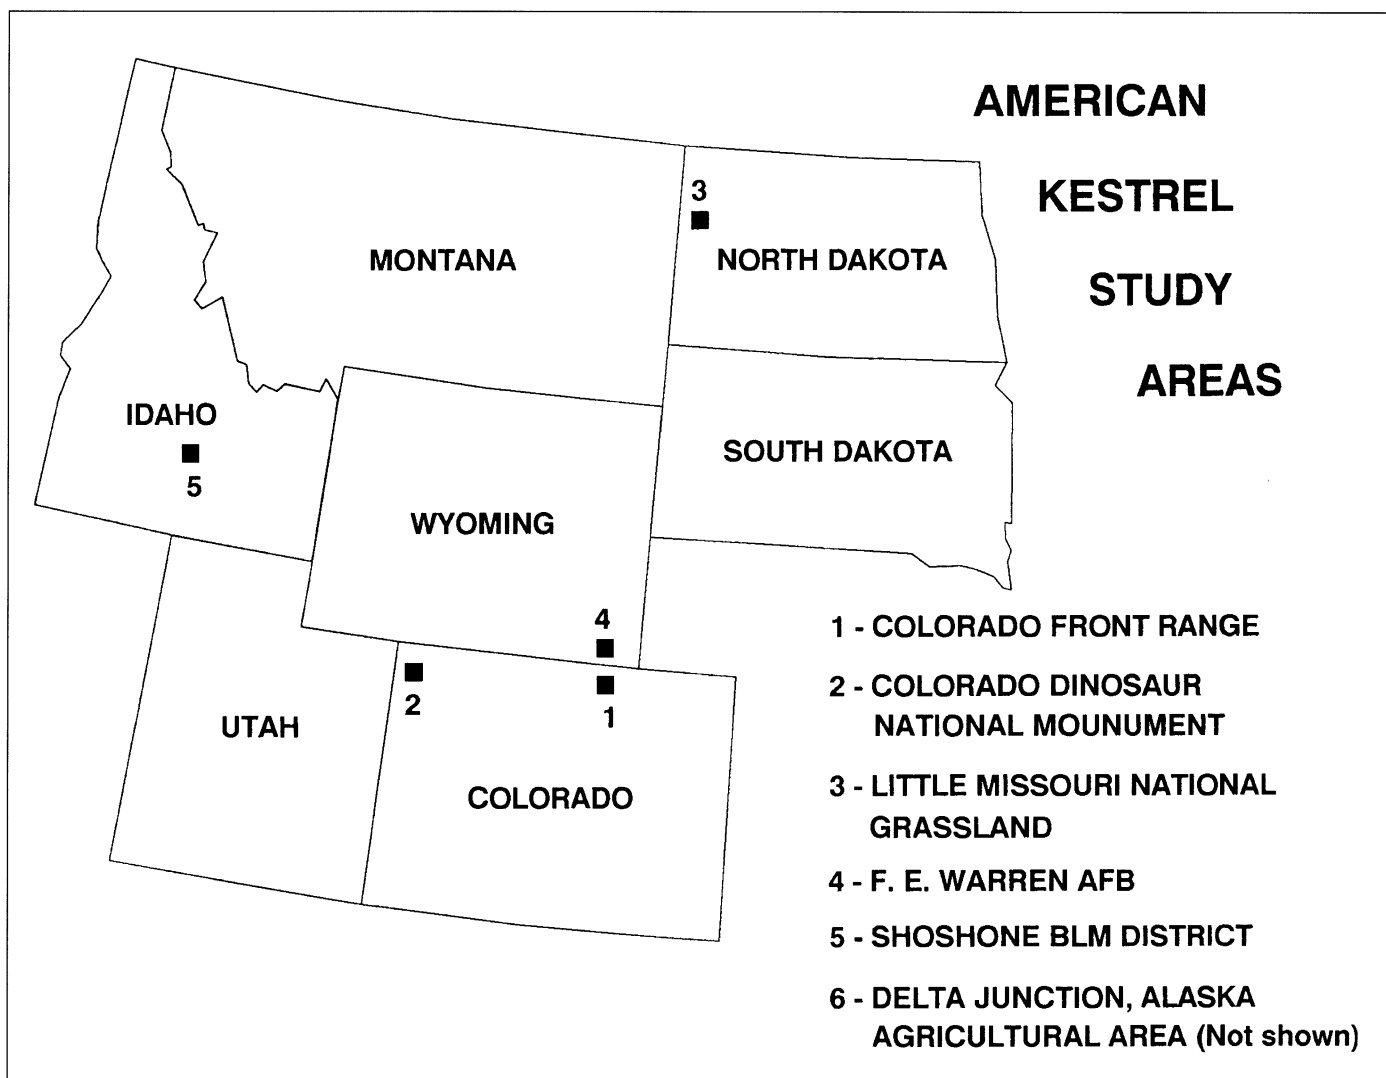 AMERICAN
KESTREL
STUDY
AREAS
3
MONTANA
NORTH DAKOTA
IDAHO
5
SOUTH DAKOTA
WYOMING
4
2
1
UTAH
COLORADO
1 - COLORADO FRONT RANGE
2 - COLORADO DINOSAUR
NATIONAL MOUNUMENT
3 - LITTLE MISSOURI NATIONAL
GRASSLAND
4 - F. E. WARREN AFB
5 - SHOSHONE BLM DISTRICT
6 - DELTA JUNCTION, ALASKA
AGRICULTURAL AREA (Not shown)